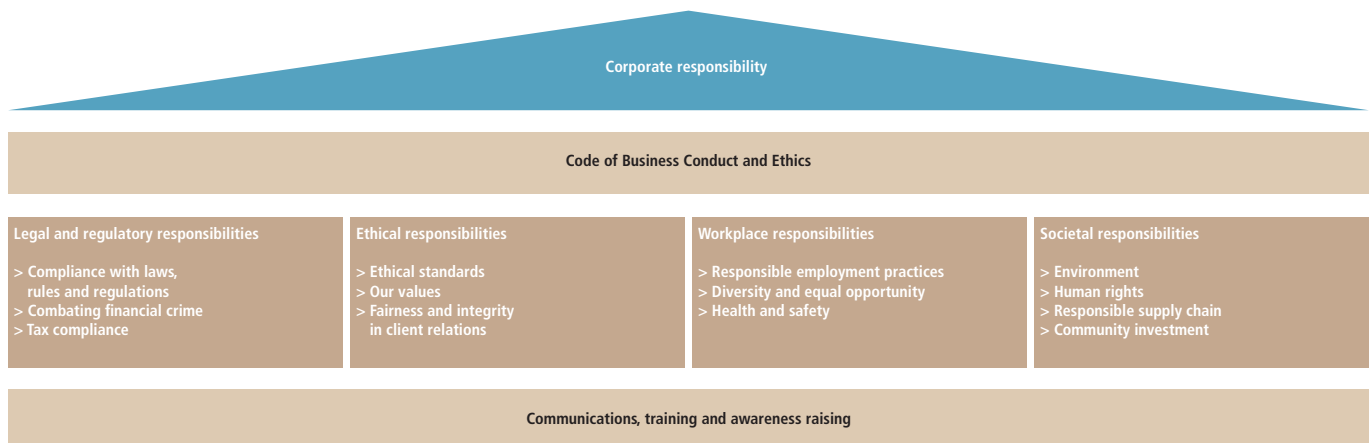 Corporate responsibility
Code of Business Conduct and Ethics
Legal and regulatory responsibilities
> Compliance with laws,
rules and regulations
> Combating financial crime
> Tax compliance
Ethical responsibilities
> Ethical standards
> Our values
> Fairness and integrity
in client relations
Workplace responsibilities
> Responsible employment practices
> Diversity and equal opportunity
> Health and safety
Societal responsibilities
> Environment
> Human rights
> Responsible supply chain
> Community investment
Communications, training and awareness raising